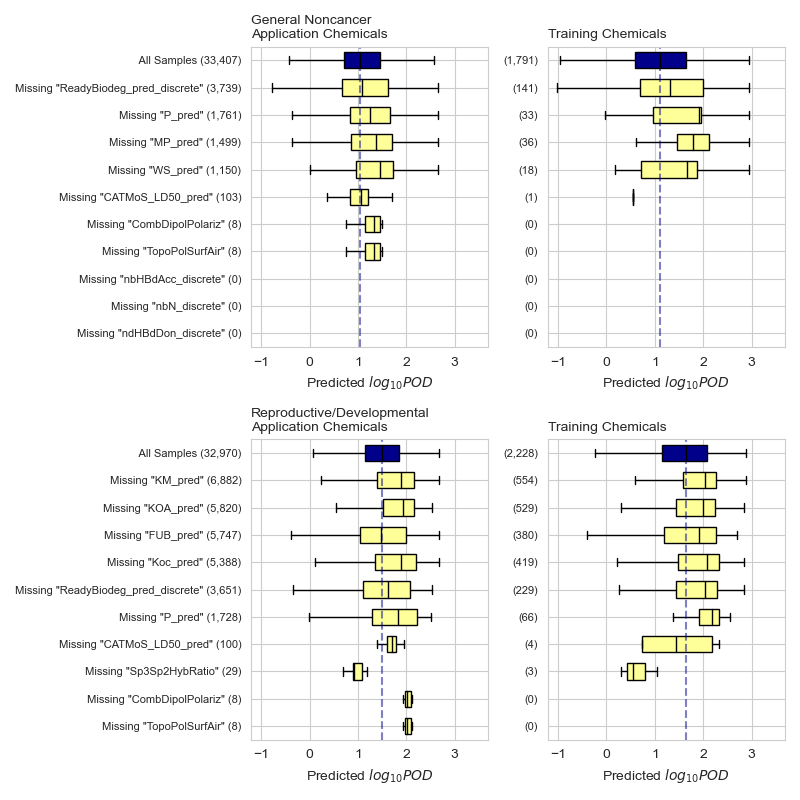 General Noncancer
Application Chemicals
Training Chemicals
All Samples (33,407)
(1,791)
Missing "ReadyBiodeg_pred_discrete" (3,739)
(141)
Missing "P_pred" (1,761)
(33)
Missing "MP_pred" (1,499)
(36)
Missing "WS_pred" (1,150)
(18)
Missing "CATMoS_LD50_pred" (103)
(1)
Missing "CombDipolPolariz" (8)
(0)
Missing "TopoPolSurfAir" (8)
(0)
Missing "nbHBdAcc_discrete" (0)
(0)
Missing "nbN_discrete" (0)
(0)
Missing "ndHBdDon_discrete" (0)
(0)
−1 0 1 2 3
−1 0 1 2 3
Predicted log₁₀POD
Predicted log₁₀POD
Reproductive/Developmental
Application Chemicals
Training Chemicals
All Samples (32,970)
(2,228)
Missing "KM_pred" (6,882)
(554)
Missing "KOA_pred" (5,820)
(529)
Missing "FUB_pred" (5,747)
(380)
Missing "Koc_pred" (5,388)
(419)
Missing "ReadyBiodeg_pred_discrete" (3,651)
(229)
Missing "P_pred" (1,728)
(66)
Missing "CATMoS_LD50_pred" (100)
(4)
Missing "Sp3Sp2HybRatio" (29)
(3)
Missing "CombDipolPolariz" (8)
(0)
Missing "TopoPolSurfAir" (8)
(0)
−1 0 1 2 3
−1 0 1 2 3
Predicted log₁₀POD
Predicted log₁₀POD